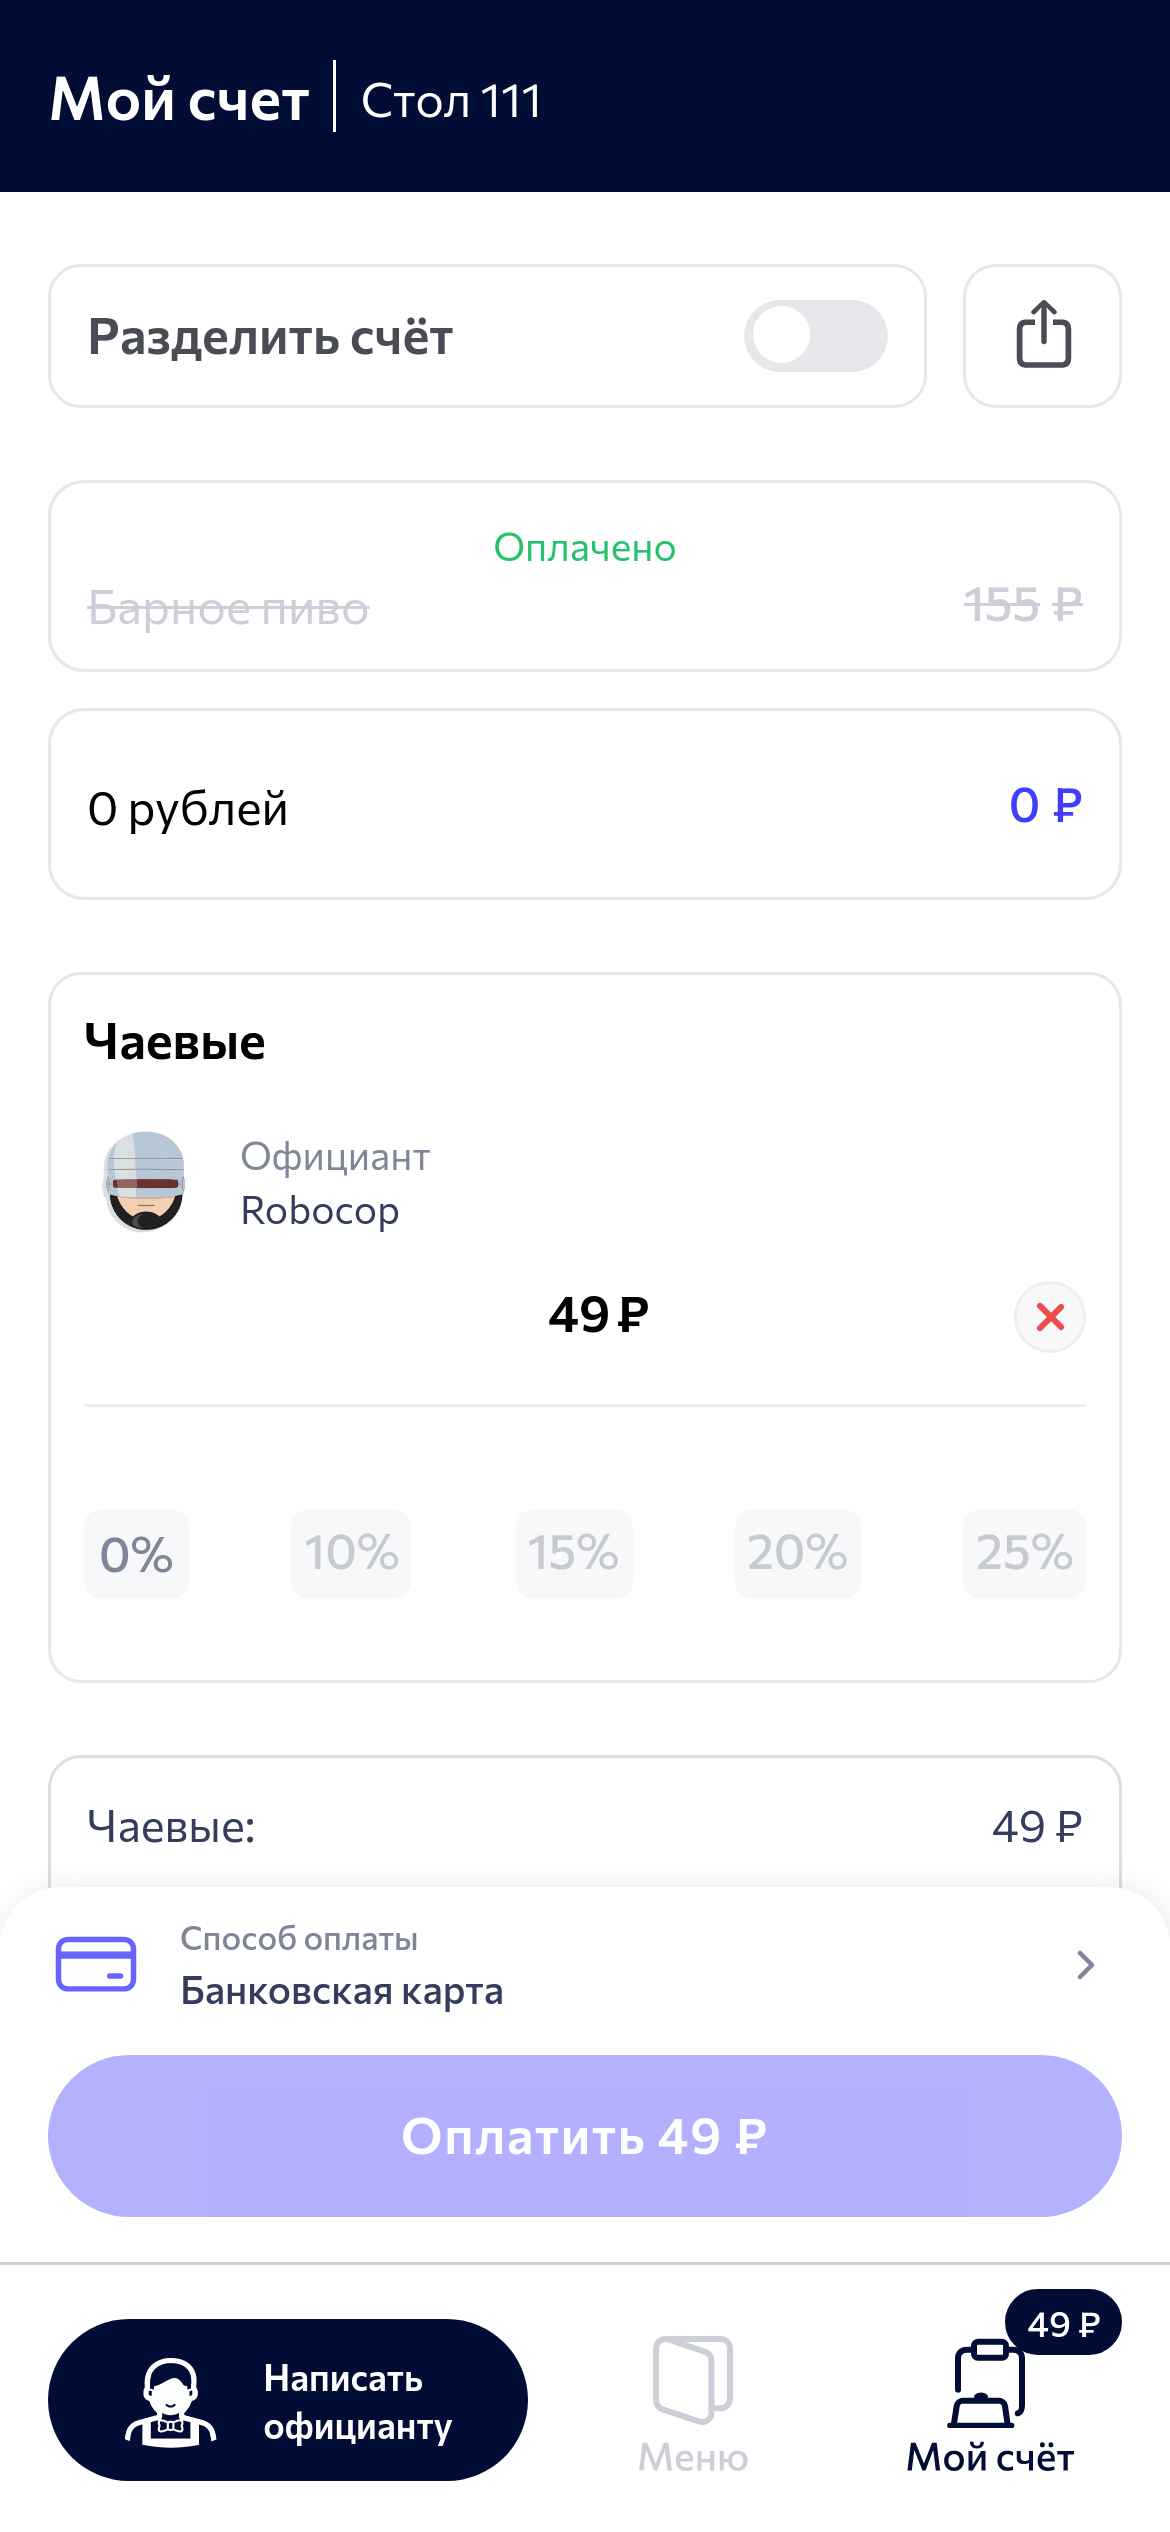 Мой счет
Стол 111
Разделить счёт
Оплачено
Барное пиво 155 ₽
0 рублей 0 ₽
Чаевые
Официант
Robocop
49 ₽
0% 10% 15% 20% 25%
Чаевые: 49 ₽
Способ оплаты
Банковская карта
Оплатить 49 ₽
Написать
официанту
Меню
49 ₽
Мой счёт